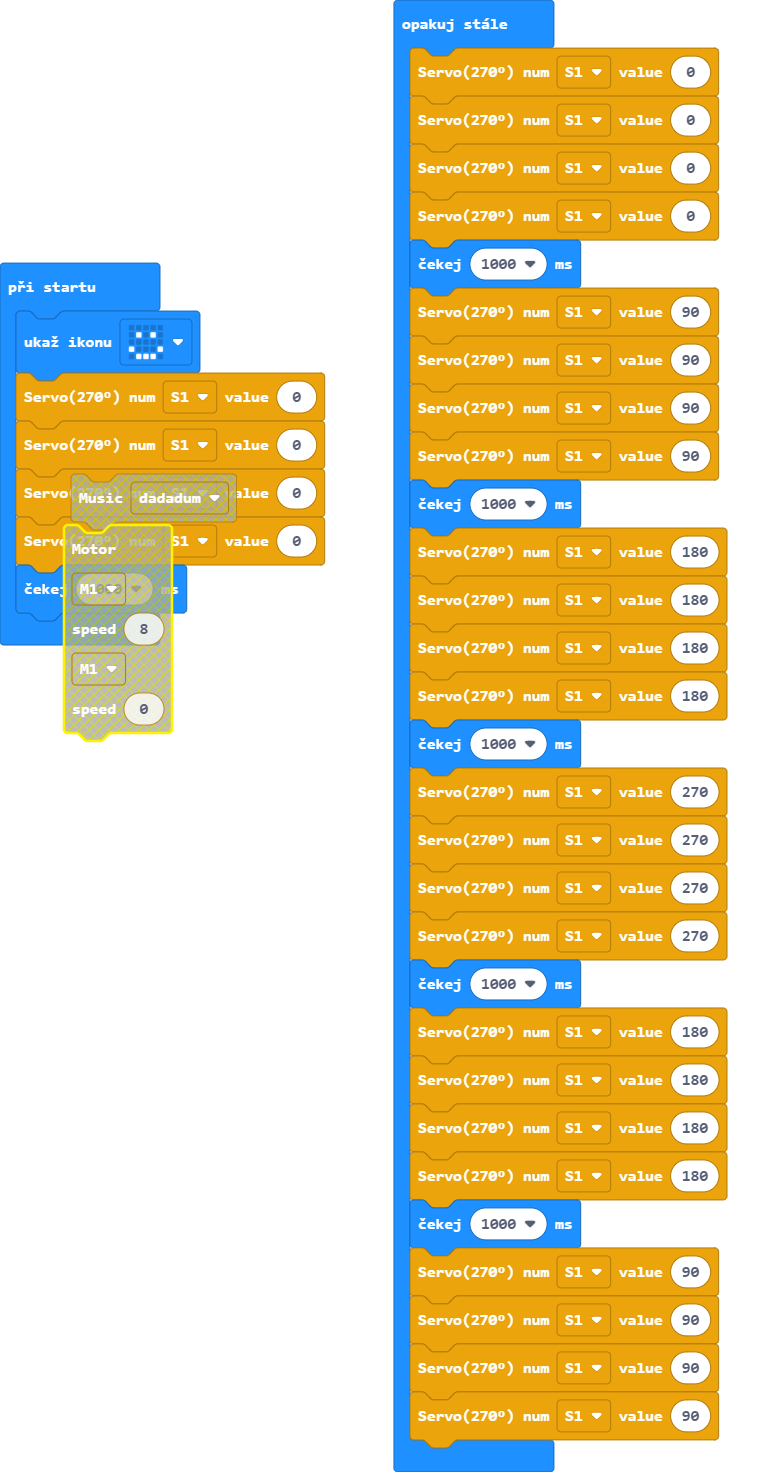 při startu
ukaž ikonu
Servo(270º) num S1 value 0
Servo(270º) num S1 value 0
Servo num S1 value 0
Music dadadum
Servo num S1 value 0
Motor
čekej ms
M1
speed 8
M1
speed 0
opakuj stále
Servo(270º) num S1 value 0
Servo(270º) num S1 value 0
Servo(270º) num S1 value 0
Servo(270º) num S1 value 0
čekej 1000 ms
Servo(270º) num S1 value 90
Servo(270º) num S1 value 90
Servo(270º) num S1 value 90
Servo(270º) num S1 value 90
čekej 1000 ms
Servo(270º) num S1 value 180
Servo(270º) num S1 value 180
Servo(270º) num S1 value 180
Servo(270º) num S1 value 180
čekej 1000 ms
Servo(270º) num S1 value 270
Servo(270º) num S1 value 270
Servo(270º) num S1 value 270
Servo(270º) num S1 value 270
čekej 1000 ms
Servo(270º) num S1 value 180
Servo(270º) num S1 value 180
Servo(270º) num S1 value 180
Servo(270º) num S1 value 180
čekej 1000 ms
Servo(270º) num S1 value 90
Servo(270º) num S1 value 90
Servo(270º) num S1 value 90
Servo(270º) num S1 value 90